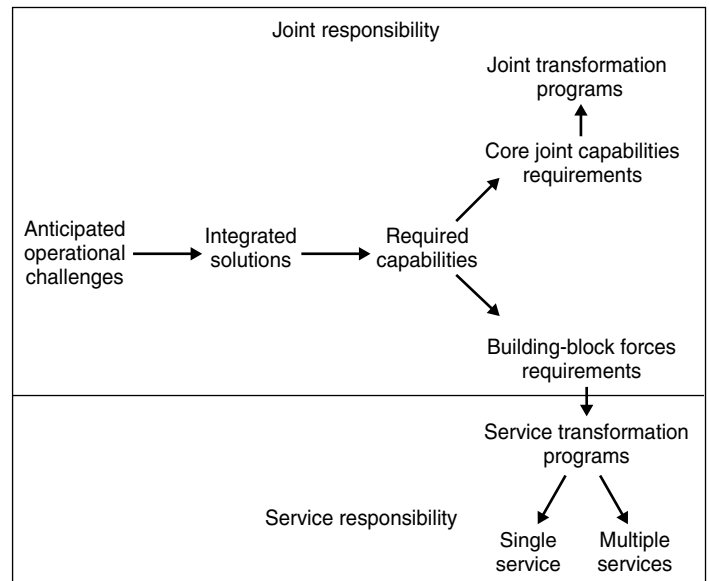 Joint responsibility
Joint transformation
programs
Core joint capabilities
requirements
Anticipated
operational
challenges
Integrated
solutions
Required
capabilities
Building-block forces
requirements
Service transformation
programs
Service responsibility
Single
service
Multiple
services